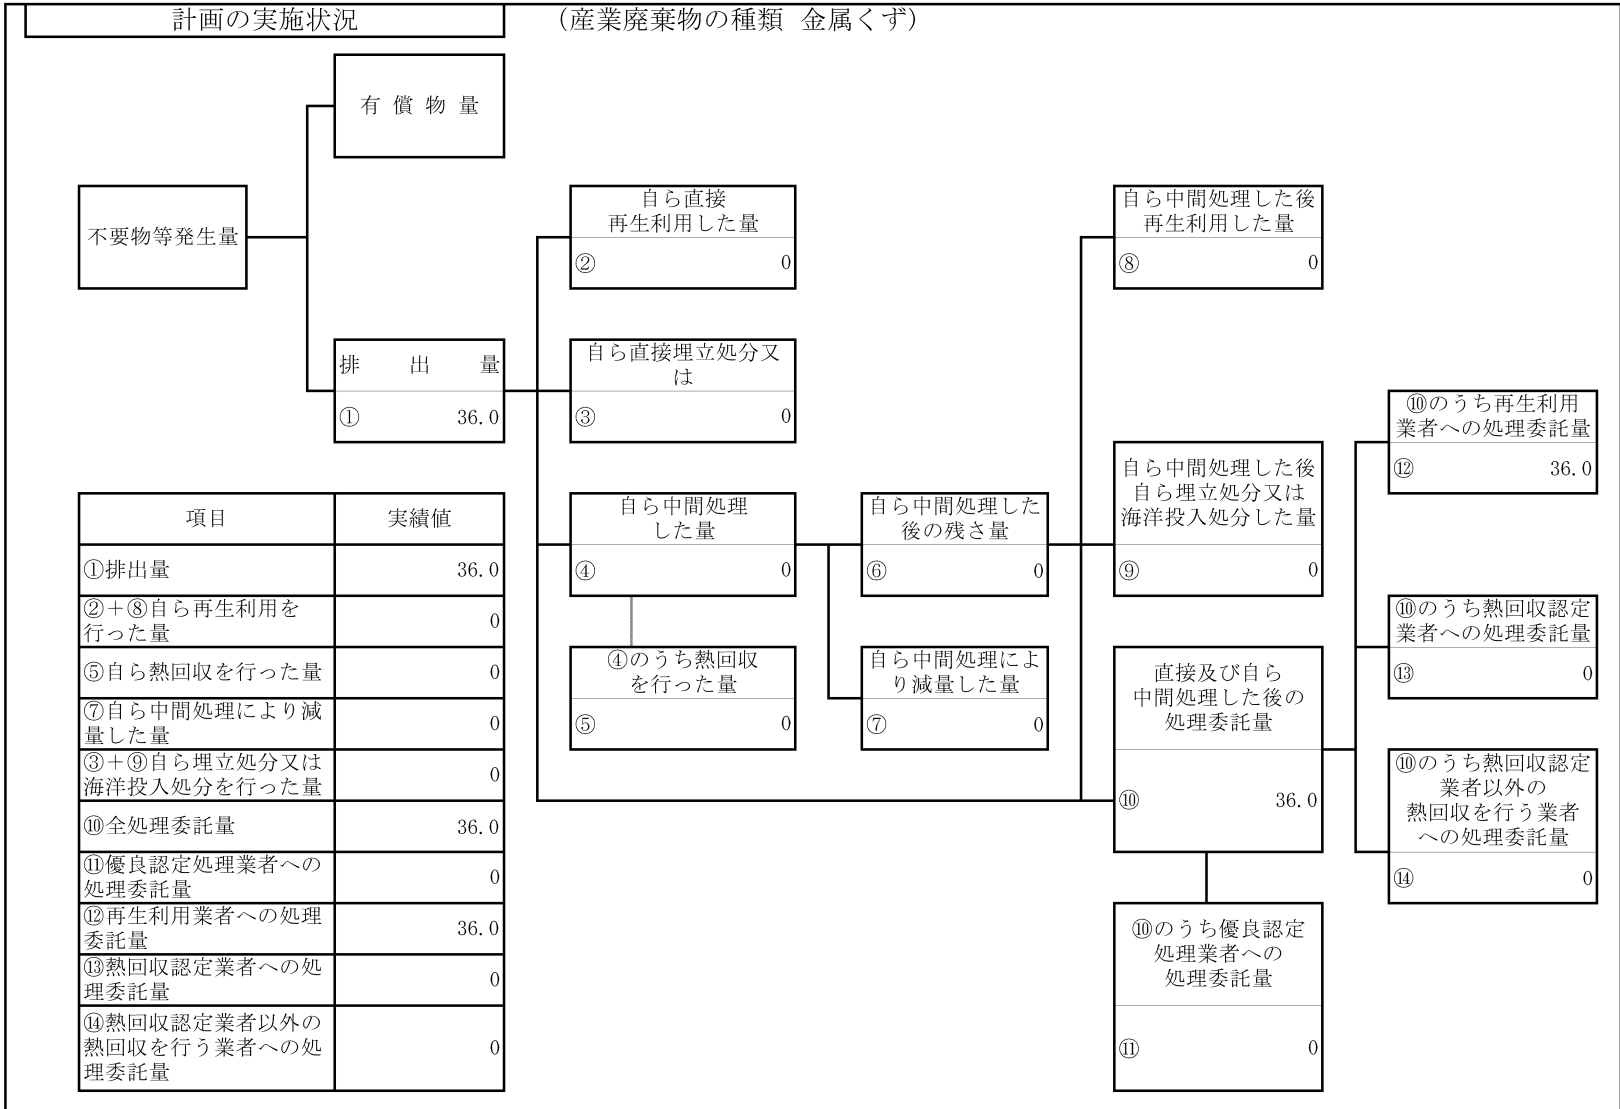 計画の実施状況
（産業廃棄物の種類 金属くず）
有償物量
不要物等発生量
自ら直接
再生利用した量
② 0
自ら中間処理した後
再生利用した量
⑧ 0
排出量
① 36.0
自ら直接埋立処分又
は
③ 0
⑩のうち再生利用
業者への処理委託量
⑫ 36.0
自ら中間処理した量
④ 0
自ら中間処理した
後の残さ量
⑥ 0
自ら中間処理した後
自ら埋立処分又は
海洋投入処分した量
⑨ 0
⑩のうち熱回収認定
業者への処理委託量
⑬ 0
④のうち熱回収
を行った量
⑤ 0
自ら中間処理によ
り減量した量
⑦ 0
直接及び自ら
中間処理した後の
処理委託量
⑩ 36.0
⑩のうち熱回収認定
業者以外の
熱回収を行う業者
への処理委託量
⑭ 0
⑩のうち優良認定
処理業者への
処理委託量
⑪ 0
項目 実績値
①排出量 36.0
②＋⑧自ら再生利用を
行った量 0
⑤自ら熱回収を行った量 0
⑦自ら中間処理により減
量した量 0
③＋⑨自ら埋立処分又は
海洋投入処分を行った量 0
⑩全処理委託量 36.0
⑪優良認定処理業者への
処理委託量 0
⑫再生利用業者への処理
委託量 36.0
⑬熱回収認定業者への処
理委託量 0
⑭熱回収認定業者以外の
熱回収を行う業者への処
理委託量 0